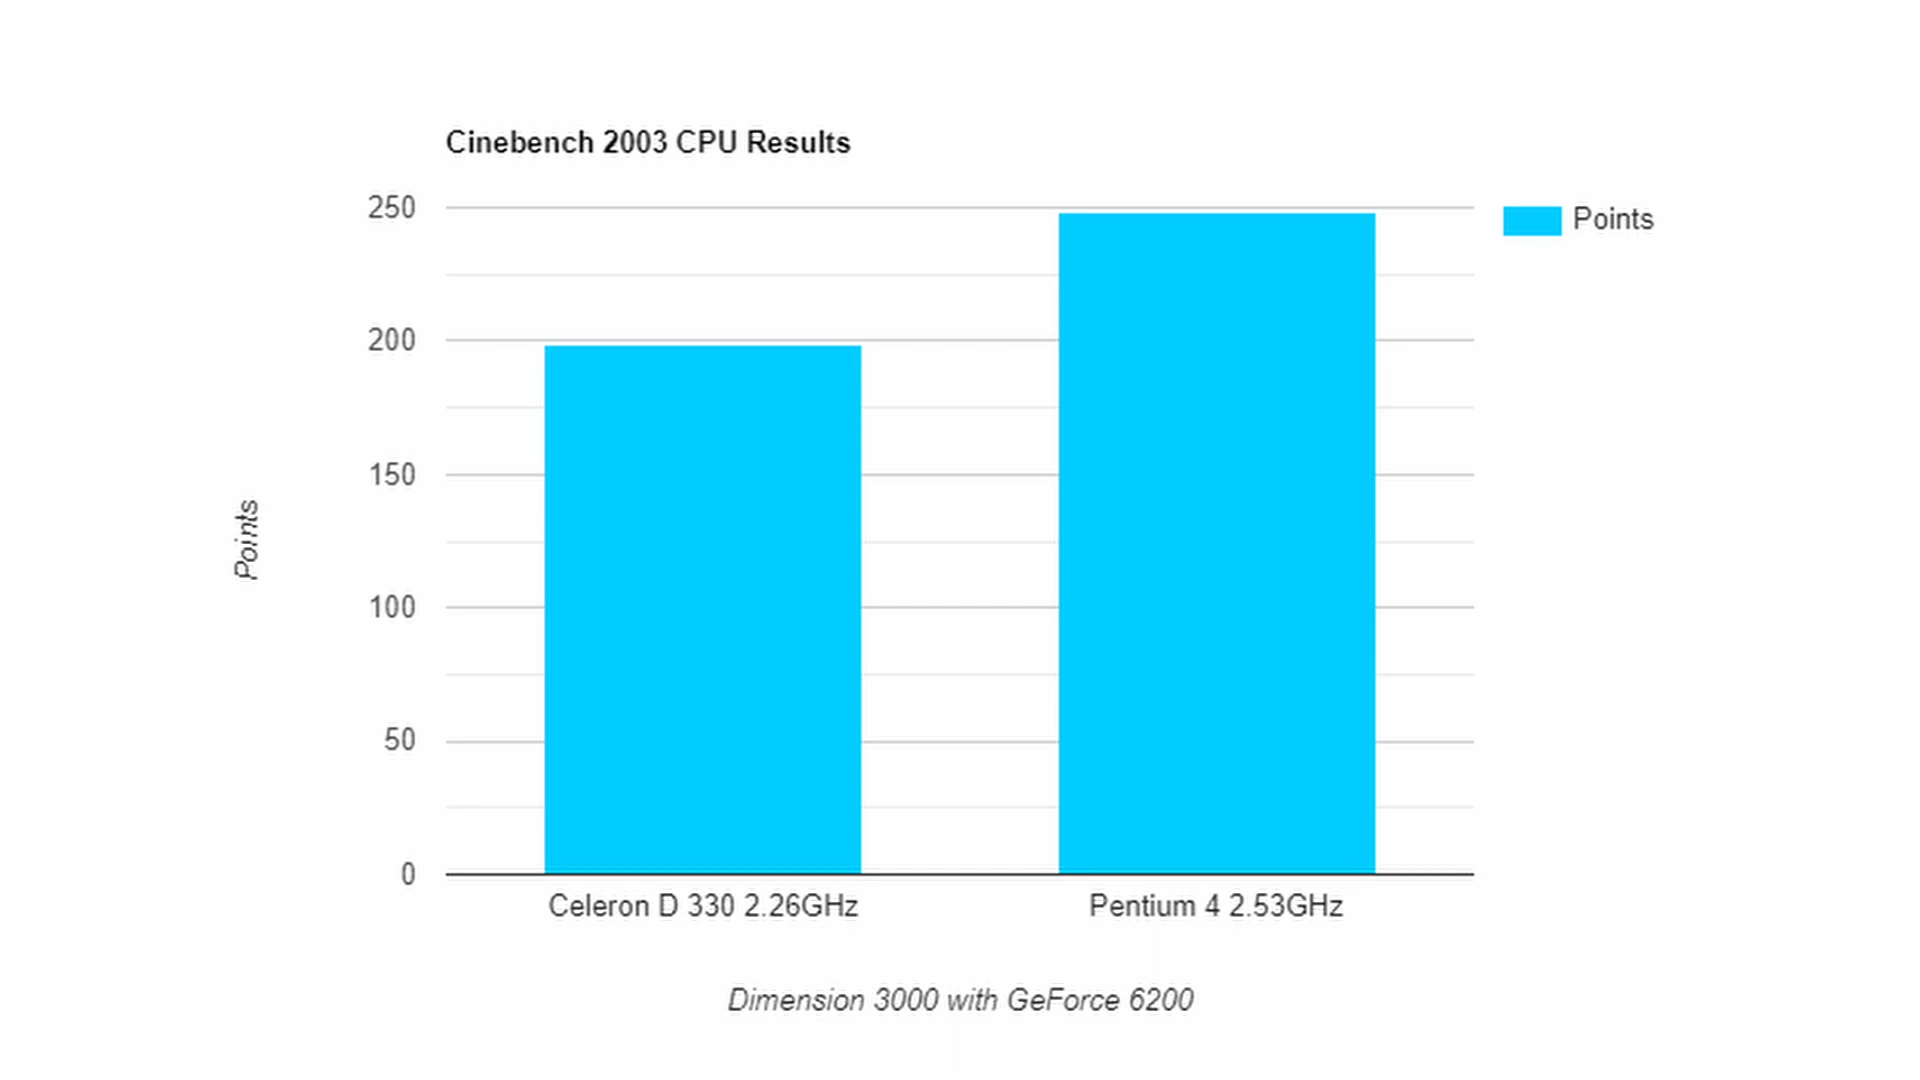 Cinebench 2003 CPU Results
250
Points
200
150
Points
100
50
0
Celeron D 330 2.26GHz
Pentium 4 2.53GHz
Dimension 3000 with GeForce 6200